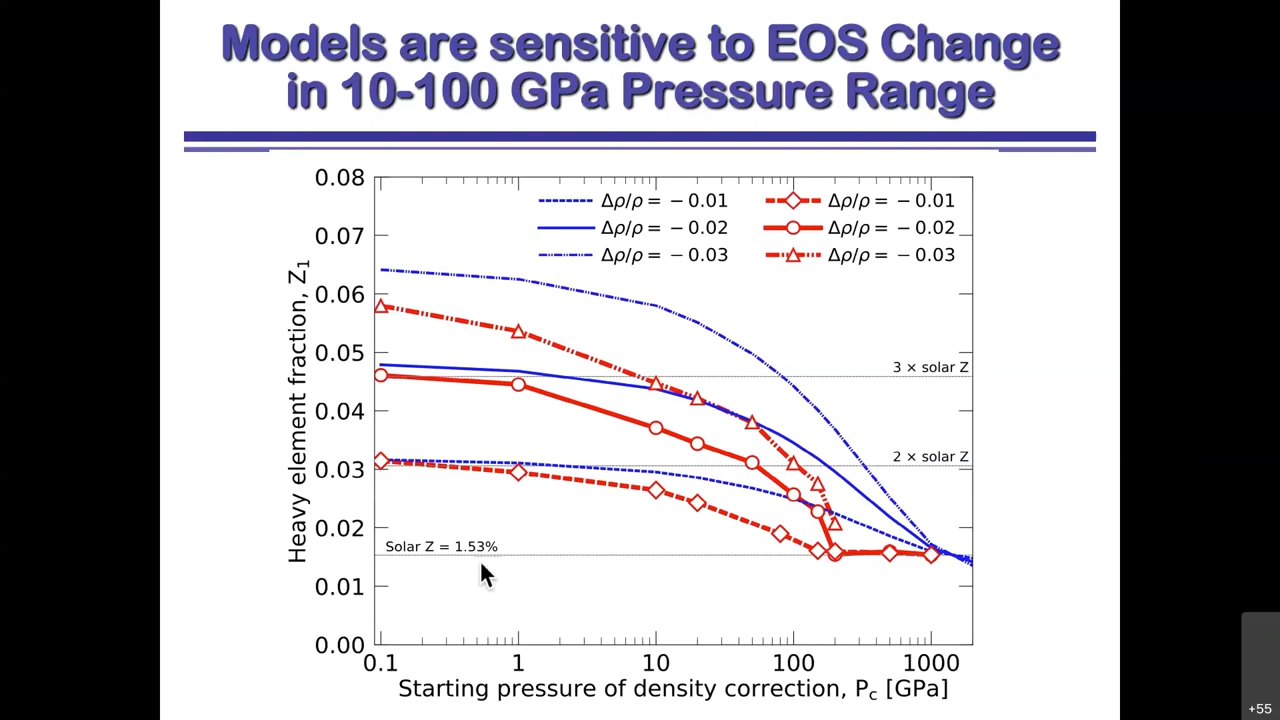 Models are sensitive to EOS Change
in 10-100 GPa Pressure Range
0.08
0.07
0.06
0.05
0.04
0.03
0.02
0.01
0.00
Heavy element fraction, Z₁
Δρ/ρ = −0.01
Δρ/ρ = −0.02
Δρ/ρ = −0.03
Δρ/ρ = −0.01
Δρ/ρ = −0.02
Δρ/ρ = −0.03
3 × solar Z
2 × solar Z
Solar Z = 1.53%
0.1 1 10 100 1000
Starting pressure of density correction, P_c [GPa]
+55